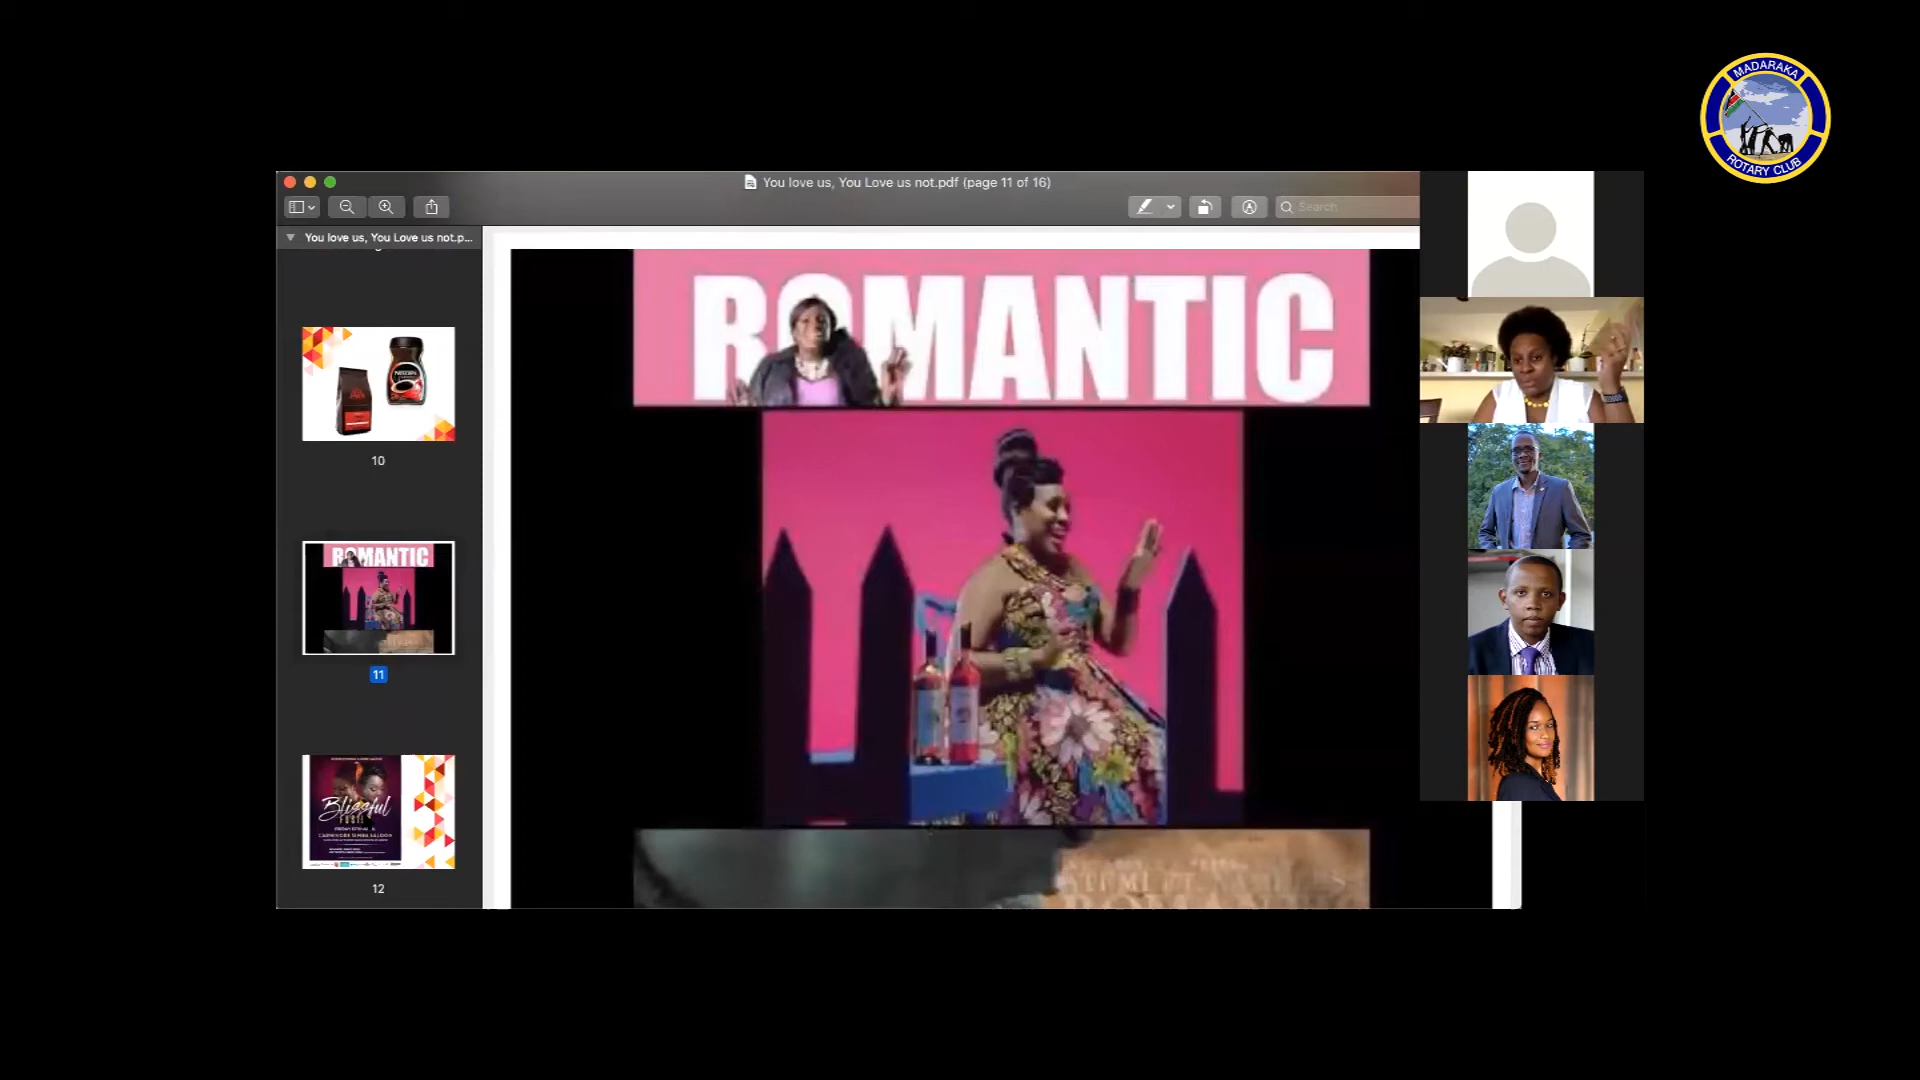 MADARAKA
ROTARY CLUB
You love us, You Love us not.pdf (page 11 of 16)
Search
You love us, You Love us not.p...
10
ROMANTIC
11
Blissful
12
ROMANTIC